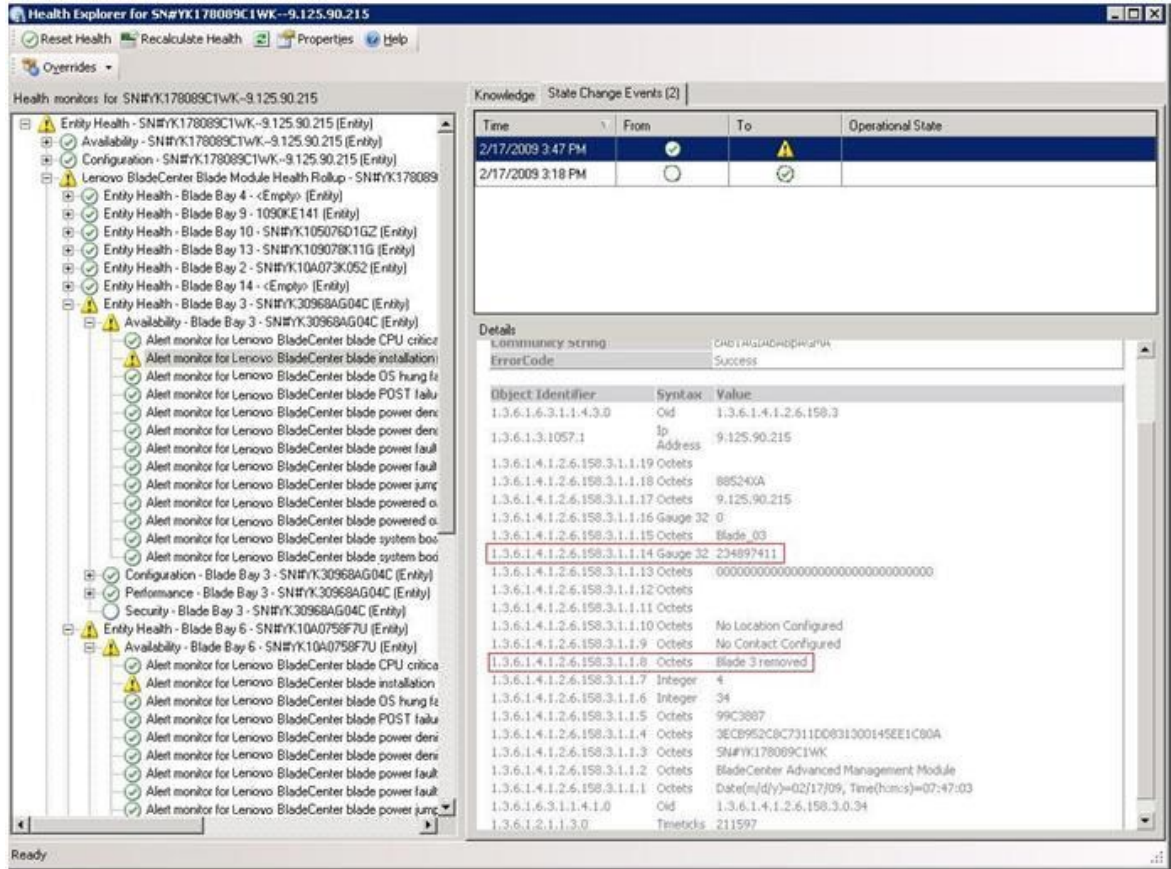 Health Explorer for SN#YK178089C1WK--9.125.90.215
Reset Health Recalculate Health Properties Help
Overrides
Health monitors for SN#YK178089C1WK--9.125.90.215
Entity Health - SN#YK178089C1WK--9.125.90.215 (Entity)
Availability - SN#YK178089C1WK--9.125.90.215 (Entity)
Configuration - SN#YK178089C1WK--9.125.90.215 (Entity)
Lenovo BladeCenter Blade Module Health Rollup - SN#YK178089
Entity Health - Blade Bay 4 - <Empty> (Entity)
Entity Health - Blade Bay 9 - 1090KE141 (Entity)
Entity Health - Blade Bay 10 - SN#YK105076D1GZ (Entity)
Entity Health - Blade Bay 13 - SN#YK109078K11G (Entity)
Entity Health - Blade Bay 2 - SN#YK10A073K052 (Entity)
Entity Health - Blade Bay 14 - <Empty> (Entity)
Entity Health - Blade Bay 3 - SN#YK30968AG04C (Entity)
Availability - Blade Bay 3 - SN#YK30968AG04C (Entity)
Alert monitor for Lenovo BladeCenter blade CPU critica
Alert monitor for Lenovo BladeCenter blade installation
Alert monitor for Lenovo BladeCenter blade OS hung fa
Alert monitor for Lenovo BladeCenter blade POST failu
Alert monitor for Lenovo BladeCenter blade power deni
Alert monitor for Lenovo BladeCenter blade power deni
Alert monitor for Lenovo BladeCenter blade power fault
Alert monitor for Lenovo BladeCenter blade power fault
Alert monitor for Lenovo BladeCenter blade power jump
Alert monitor for Lenovo BladeCenter blade powered o
Alert monitor for Lenovo BladeCenter blade powered o
Alert monitor for Lenovo BladeCenter blade system boa
Alert monitor for Lenovo BladeCenter blade system boo
Configuration - Blade Bay 3 - SN#YK30968AG04C (Entity)
Performance - Blade Bay 3 - SN#YK30968AG04C (Entity)
Security - Blade Bay 3 - SN#YK30968AG04C (Entity)
Entity Health - Blade Bay 6 - SN#YK10A0758F7U (Entity)
Availability - Blade Bay 6 - SN#YK10A0758F7U (Entity)
Alert monitor for Lenovo BladeCenter blade CPU critica
Alert monitor for Lenovo BladeCenter blade installation
Alert monitor for Lenovo BladeCenter blade OS hung fa
Alert monitor for Lenovo BladeCenter blade POST failu
Alert monitor for Lenovo BladeCenter blade power deni
Alert monitor for Lenovo BladeCenter blade power deni
Alert monitor for Lenovo BladeCenter blade power fault
Alert monitor for Lenovo BladeCenter blade power fault
Alert monitor for Lenovo BladeCenter blade power jump
Knowledge State Change Events (2)
Time From To Operational State
2/17/2009 3:47 PM
2/17/2009 3:18 PM
Details
Community String
ErrorCode Success
Object Identifier Syntax Value
1.3.6.1.6.3.1.1.4.3.0 Oid 1.3.6.1.4.1.2.6.158.3
1.3.6.1.3.1057.1 Ip Address 9.125.90.215
1.3.6.1.4.1.2.6.158.3.1.1.19 Octets
1.3.6.1.4.1.2.6.158.3.1.1.18 Octets 88524XA
1.3.6.1.4.1.2.6.158.3.1.1.17 Octets 9.125.90.215
1.3.6.1.4.1.2.6.158.3.1.1.16 Gauge 32 0
1.3.6.1.4.1.2.6.158.3.1.1.15 Octets Blade_03
1.3.6.1.4.1.2.6.158.3.1.1.14 Gauge 32 234897411
1.3.6.1.4.1.2.6.158.3.1.1.13 Octets 00000000000000000000000000000000
1.3.6.1.4.1.2.6.158.3.1.1.12 Octets
1.3.6.1.4.1.2.6.158.3.1.1.11 Octets
1.3.6.1.4.1.2.6.158.3.1.1.10 Octets No Location Configured
1.3.6.1.4.1.2.6.158.3.1.1.9 Octets No Contact Configured
1.3.6.1.4.1.2.6.158.3.1.1.8 Octets Blade 3 removed
1.3.6.1.4.1.2.6.158.3.1.1.7 Integer 4
1.3.6.1.4.1.2.6.158.3.1.1.6 Integer 34
1.3.6.1.4.1.2.6.158.3.1.1.5 Octets 99C3887
1.3.6.1.4.1.2.6.158.3.1.1.4 Octets 3ECB952C8C7311DD831300145EE1C80A
1.3.6.1.4.1.2.6.158.3.1.1.3 Octets SN#YK178089C1WK
1.3.6.1.4.1.2.6.158.3.1.1.2 Octets BladeCenter Advanced Management Module
1.3.6.1.4.1.2.6.158.3.1.1.1 Octets Date(m/d/y)=02/17/09, Time(h:m:s)=07:47:03
1.3.6.1.6.3.1.1.4.1.0 Oid 1.3.6.1.4.1.2.6.158.3.0.34
1.3.6.1.2.1.1.3.0 Timeticks 211597
Ready